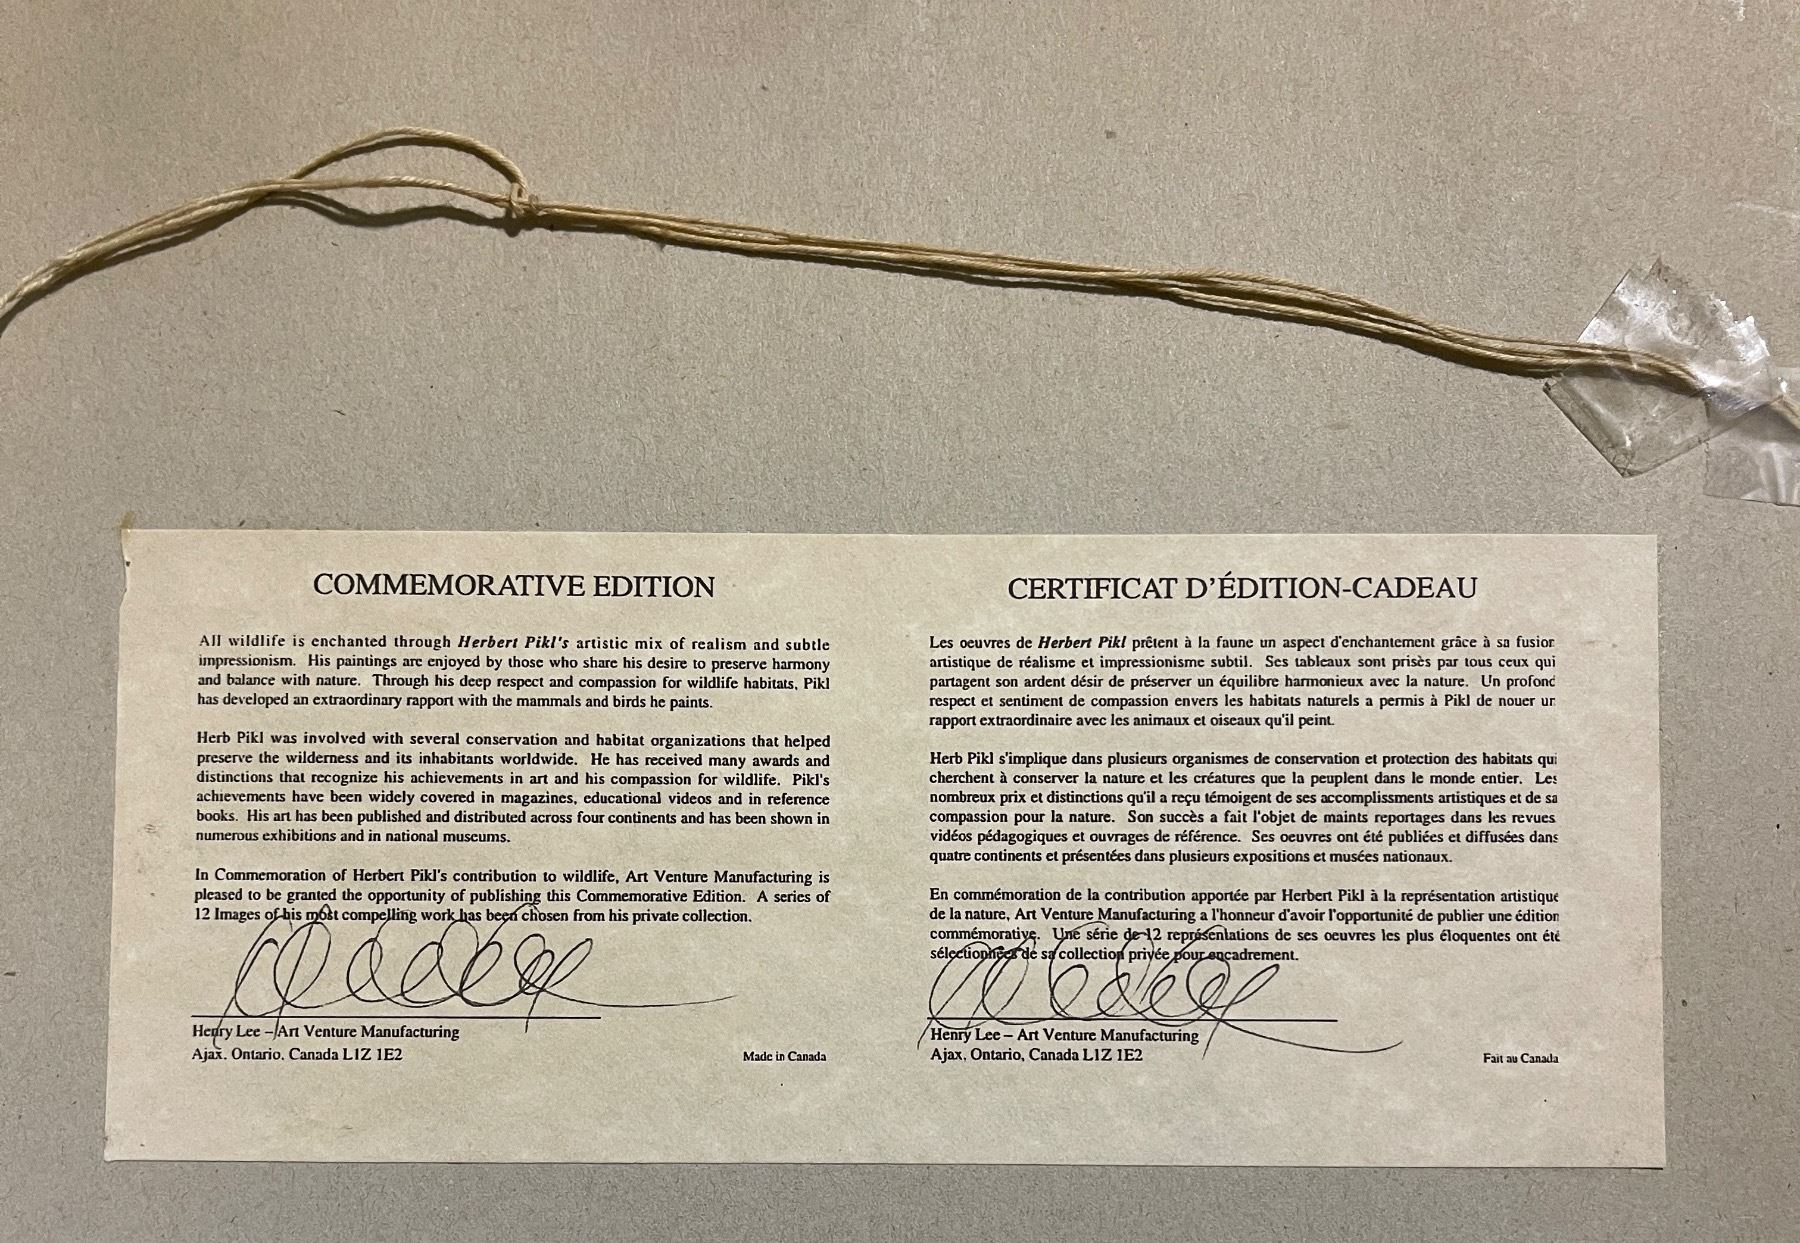 COMMEMORATIVE EDITION
All wildlife is enchanted through Herbert Pikl's artistic mix of realism and subtle
impressionism. His paintings are enjoyed by those who share his desire to preserve harmony
and balance with nature. Through his deep respect and compassion for wildlife habitats, Pikl
has developed an extraordinary rapport with the mammals and birds he paints.
Herb Pikl was involved with several conservation and habitat organizations that helped
preserve the wilderness and its inhabitants worldwide. He has received many awards and
distinctions that recognize his achievements in art and his compassion for wildlife. Pikl's
achievements have been widely covered in magazines, educational videos and in reference
books. His art has been published and distributed across four continents and has been shown in
numerous exhibitions and in national museums.
In Commemoration of Herbert Pikl's contribution to wildlife, Art Venture Manufacturing is
pleased to be granted the opportunity of publishing this Commemorative Edition. A series of
12 Images of his most compelling work has been chosen from his private collection.
Henry Lee – Art Venture Manufacturing
Ajax, Ontario, Canada L1Z 1E2
Made in Canada
CERTIFICAT D'ÉDITION-CADEAU
Les oeuvres de Herbert Pikl prêtent à la faune un aspect d'enchantement grâce à sa fusion
artistique de réalisme et impressionisme subtil. Ses tableaux sont prisès par tous ceux qui
partagent son ardent désir de préserver un équilibre harmonieux avec la nature. Un profond
respect et sentiment de compassion envers les habitats naturels a permis à Pikl de nouer un
rapport extraordinaire avec les animaux et oiseaux qu'il peint.
Herb Pikl s'implique dans plusieurs organismes de conservation et protection des habitats qui
cherchent à conserver la nature et les créatures que la peuplent dans le monde entier. Les
nombreux prix et distinctions qu'il a reçu témoigent de ses accomplissments artistiques et de sa
compassion pour la nature. Son succès a fait l'objet de maints reportages dans les revues
vidéos pédagogiques et ouvrages de référence. Ses oeuvres ont été publiées et diffusées dans
quatre continents et présentées dans plusieurs expositions et musées nationaux.
En commémoration de la contribution apportée par Herbert Pikl à la représentation artistique
de la nature, Art Venture Manufacturing a l'honneur d'avoir l'opportunité de publier une édition
commémorative. Une série de 12 représentations de ses oeuvres les plus éloquentes ont été
sélectionnées de sa collection privée pour encadrement.
Henry Lee – Art Venture Manufacturing
Ajax, Ontario, Canada L1Z 1E2
Fait au Canada